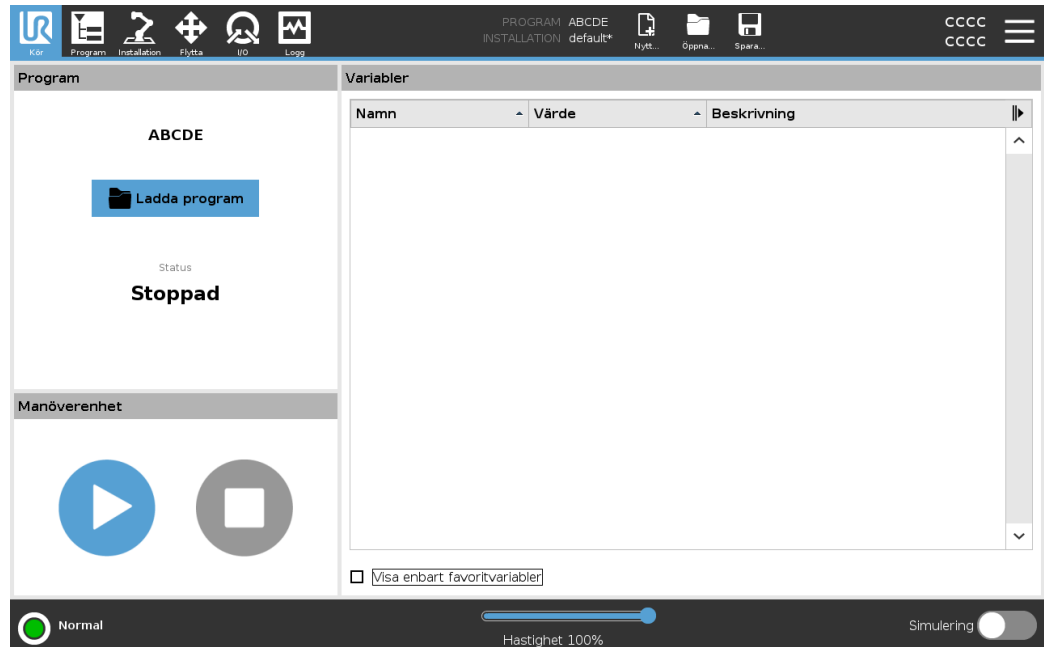 Kör
Program
Installation
Flytta
I/O
Logg
PROGRAM ABCDE
INSTALLATION default*
Nytt...
Öppna...
Spara...
CCCC
CCCC
Program
ABCDE
Ladda program
Status
Stoppad
Manöverenhet
Variabler
Namn Värde Beskrivning
Visa enbart favoritvariabler
Normal
Hastighet 100%
Simulering